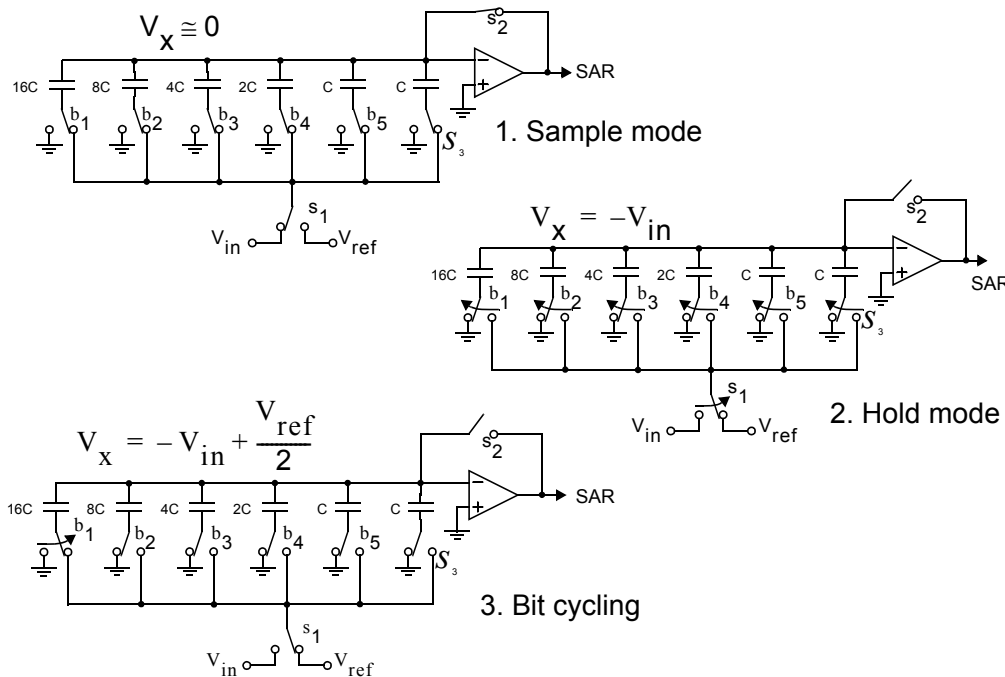 V_x ≅ 0
s_2
SAR
16C 8C 4C 2C C C
b_1 b_2 b_3 b_4 b_5 S_3
1. Sample mode
s_1
V_in V_ref
V_x = −V_in
s_2
SAR
16C 8C 4C 2C C C
b_1 b_2 b_3 b_4 b_5 S_3
s_1
V_in V_ref
2. Hold mode
V_x = −V_in + V_ref/2
s_2
SAR
16C 8C 4C 2C C C
b_1 b_2 b_3 b_4 b_5 S_3
3. Bit cycling
s_1
V_in V_ref